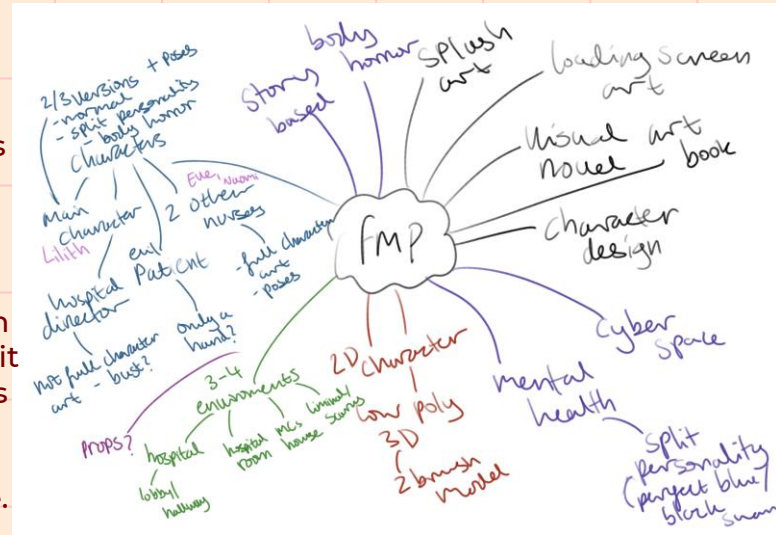 s
n
it
s
.
FMP
story
based
body
horror
splush
art
loading screen
art
visual
novel
art
book
character
design
cyber
space
mental
health
split
personality
(perfect blue/
black swan
2D character
low poly
3D
zbrush
model
3-4
enviroments
hospital
lobby/
hallway
hospital
room
MCs
house
liminal/
scary
props?
2/3 versions + poses
- normal
- split personality
- body horror
characters
main
character
Lilith
hospital
director
not full character
art - bust?
evil
Patient
only a
hand?
Eve, Naomi
2 other
nurses
- full character
art
- poses